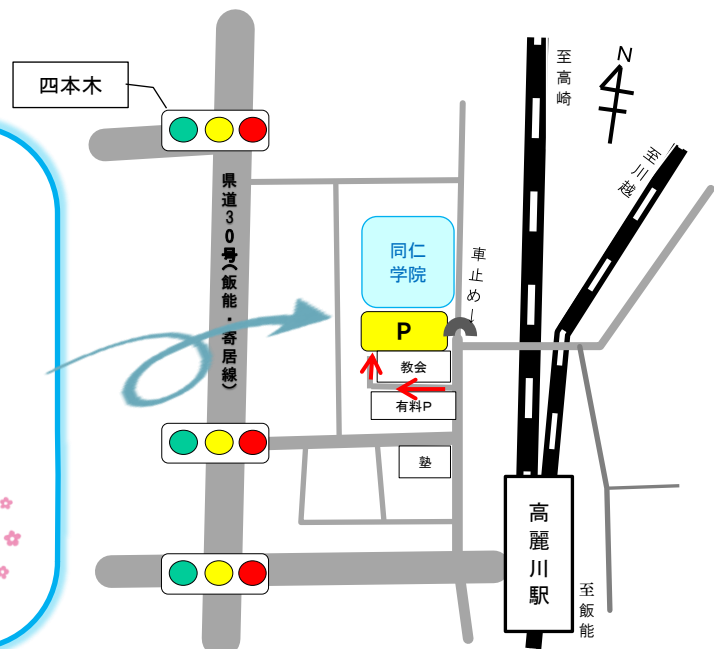 四本木
県道30号(飯能・寄居線)
同仁
学院
P
車止め↓
教会
有料P
塾
至高崎
N
至川越
高麗川駅
至飯能